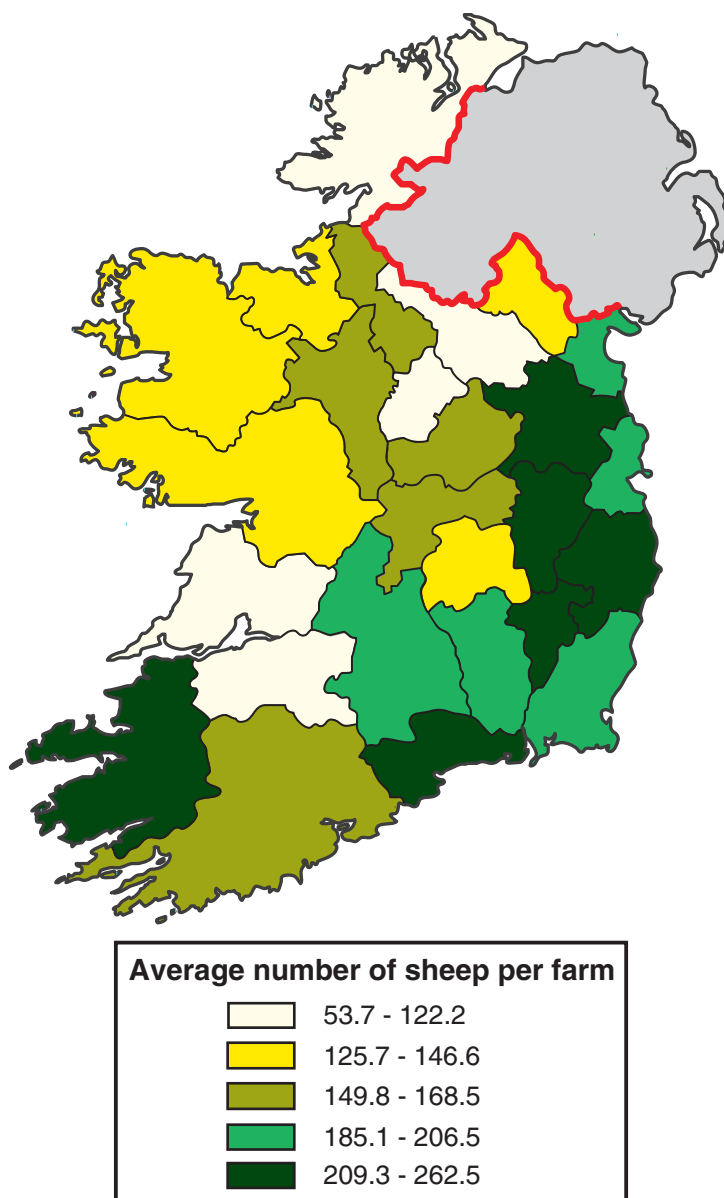 Average number of sheep per farm
53.7 - 122.2
125.7 - 146.6
149.8 - 168.5
185.1 - 206.5
209.3 - 262.5